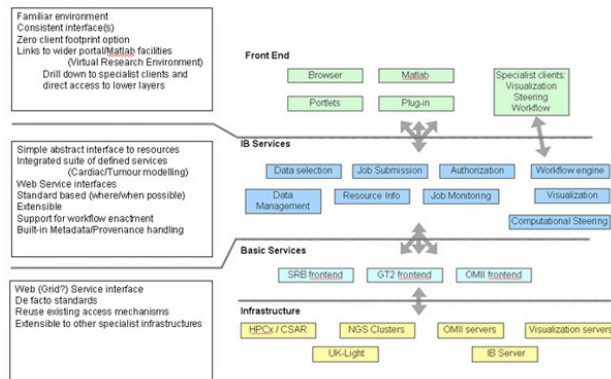 Familiar environment
Consistent interface(s)
Zero client footprint option
Links to wider portal/Matlab facilities
(Virtual Research Environment)
Drill down to specialist clients and
direct access to lower layers
Front End
Browser
Matlab
Portlets
Plug-in
Specialist clients:
Visualization
Steering
Workflow
Simple abstract interface to resources
Integrated suite of defined services
(Cardiac/Tumour modelling)
Web Service interfaces
Standard based (where/when possible)
Extensible
Support for workflow enactment
Built-in Metadata/Provenance handling
IB Services
Data selection
Job Submission
Authorization
Workflow engine
Data
Management
Resource Info
Job Monitoring
Visualization
Computational Steering
Basic Services
SRB frontend
GT2 frontend
OMII frontend
Web (Grid?) Service interface
De facto standards
Reuse existing access mechanisms
Extensible to other specialist infrastructures
Infrastructure
HPCx / CSAR
NGS Clusters
OMII servers
Visualization servers
UK-Light
IB Server